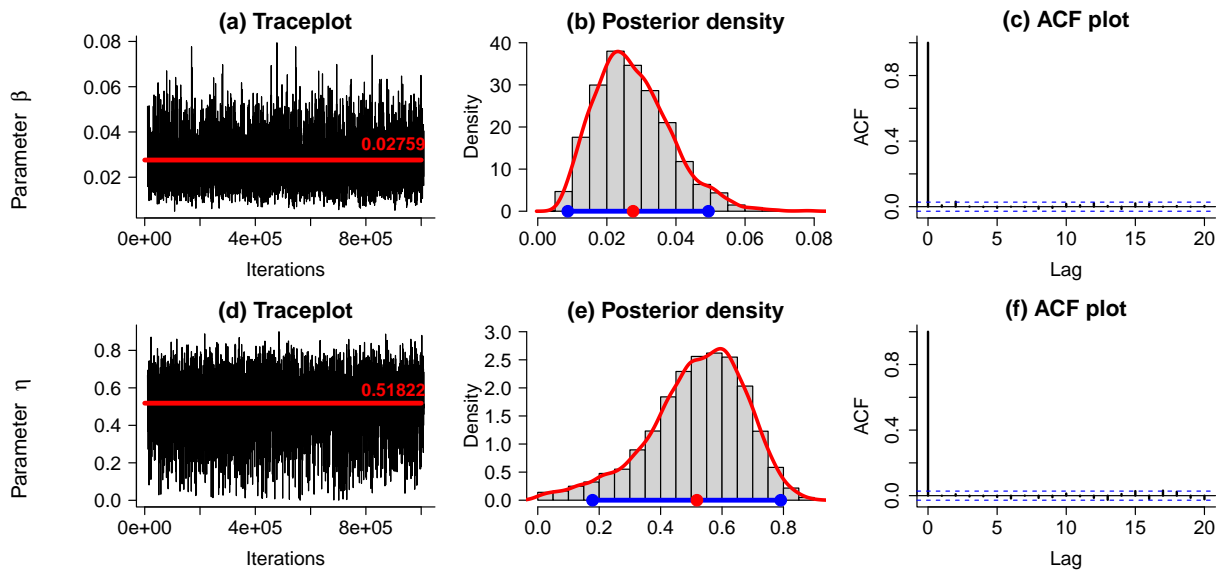 (a) Traceplot
Parameter β
0.08
0.06
0.04
0.02
0.02759
0e+00 4e+05 8e+05
Iterations
(b) Posterior density
Density
40
30
20
10
0
0.00 0.02 0.04 0.06 0.08
(c) ACF plot
ACF
0.8
0.4
0.0
0 5 10 15 20
Lag
(d) Traceplot
Parameter η
0.8
0.6
0.4
0.2
0.0
0.51822
0e+00 4e+05 8e+05
Iterations
(e) Posterior density
Density
3.0
2.5
2.0
1.5
1.0
0.5
0.0
0.0 0.2 0.4 0.6 0.8
(f) ACF plot
ACF
0.8
0.4
0.0
0 5 10 15 20
Lag